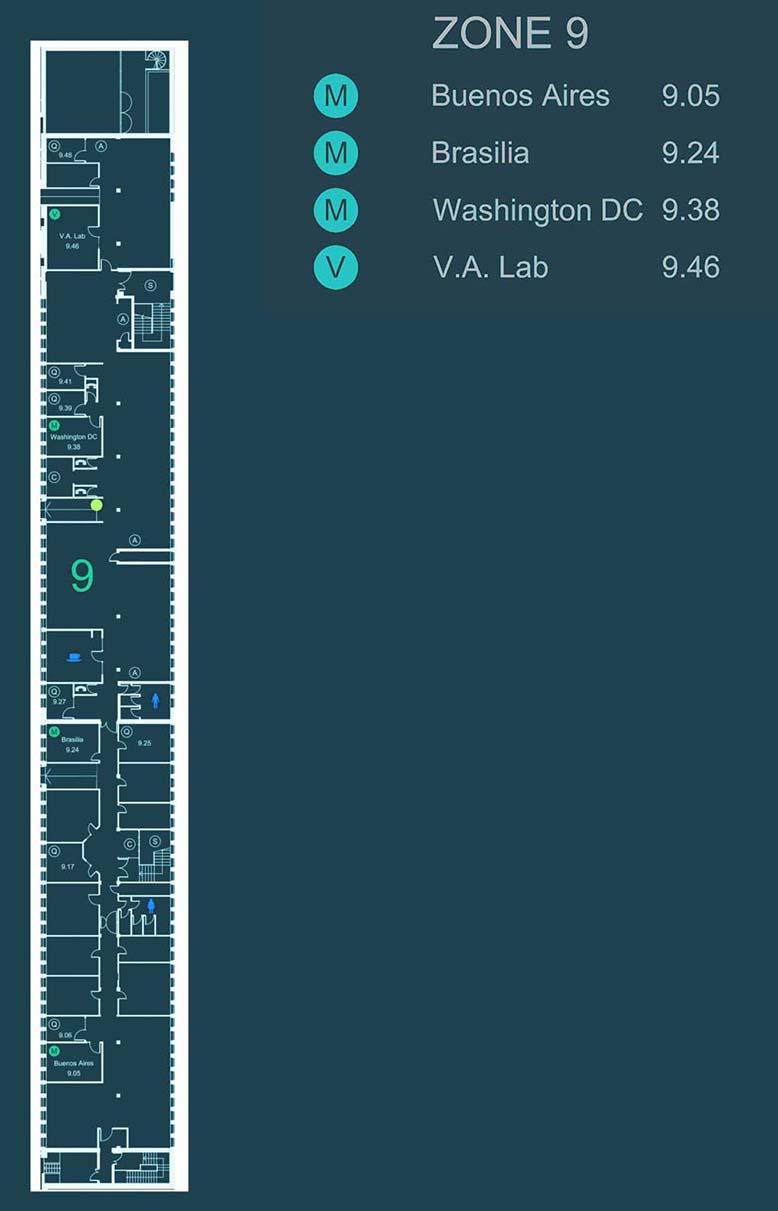 ZONE 9
M Buenos Aires 9.05
M Brasilia 9.24
M Washington DC 9.38
V V.A. Lab 9.46
Q
9.48
A
V
V.A. Lab
9.46
S
A
Q
9.41
Q
9.39
M
Washington DC
9.38
C
A
9
A
Q
9.27
M
Brasilia
9.24
Q
9.25
C
S
Q
9.17
Q
9.06
M
Buenos Aires
9.05